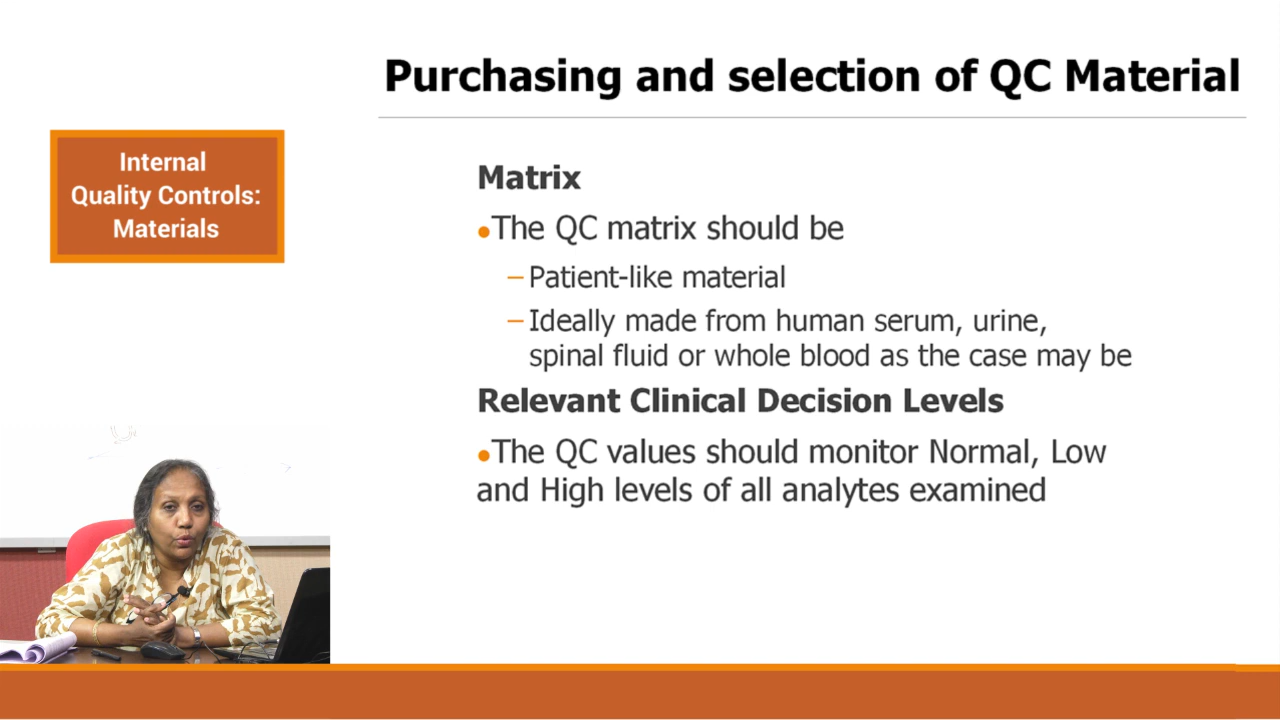 Purchasing and selection of QC Material
Internal
Quality Controls:
Materials
Matrix
•The QC matrix should be
–Patient-like material
–Ideally made from human serum, urine,
spinal fluid or whole blood as the case may be
Relevant Clinical Decision Levels
•The QC values should monitor Normal, Low
and High levels of all analytes examined